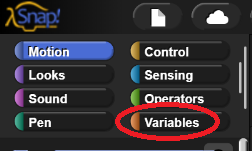 Snap!
Motion Control
Looks Sensing
Sound Operators
Pen Variables